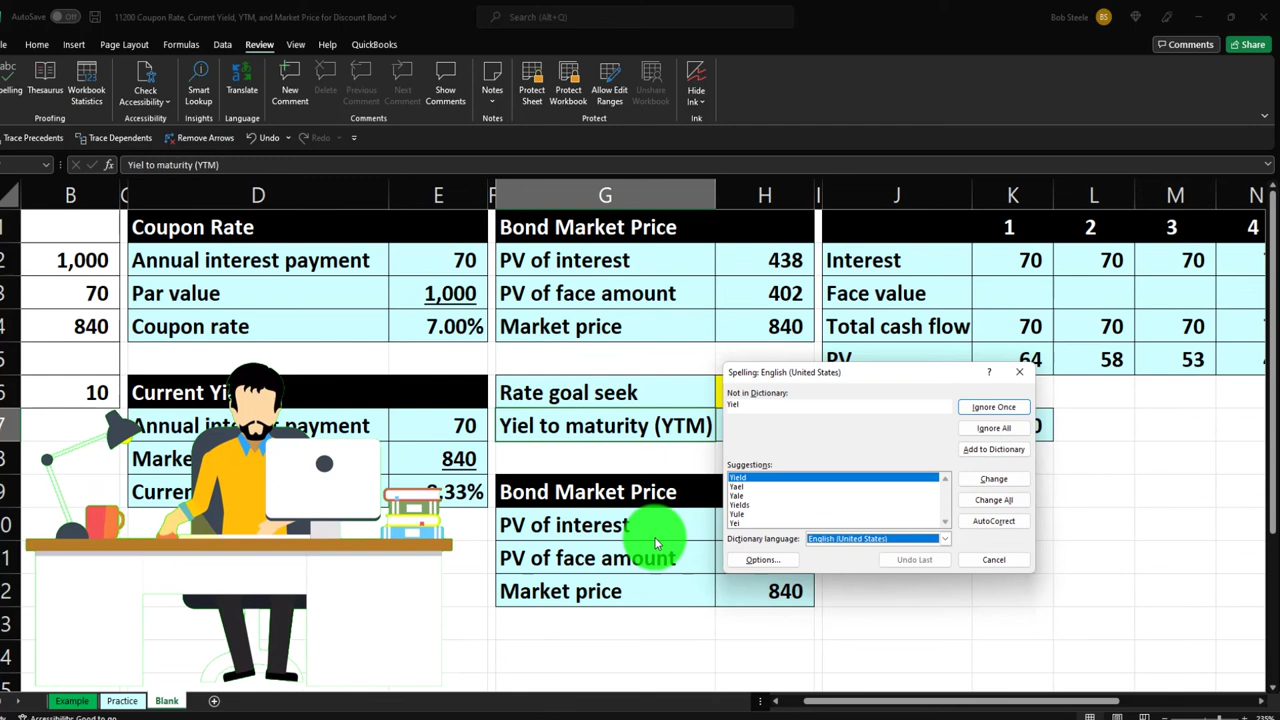 AutoSave Off 11200 Coupon Rate, Current Yield, YTM, and Market Price for Discount Bond Search (Alt+Q) Bob Steele BS
Home Insert Page Layout Formulas Data Review View Help QuickBooks Comments Share
Thesaurus Workbook Statistics Check Accessibility Smart Lookup Translate New Comment Delete Previous Comment Next Comment Show Comments Notes Protect Sheet Protect Workbook Allow Edit Ranges Unshare Workbook Hide Ink
Proofing Accessibility Insights Language Comments Notes Protect Ink
Trace Precedents Trace Dependents Remove Arrows Undo Redo
fx Yiel to maturity (YTM)
B C D E F G H I J K L M N
Coupon Rate Bond Market Price 1 2 3 4
1,000 Annual interest payment 70 PV of interest 438 Interest 70 70 70
70 Par value 1,000 PV of face amount 402 Face value
840 Coupon rate 7.00% Market price 840 Total cash flow 70 70 70
PV 64 58 53
10 Current Yi Rate goal seek
Annual interest payment 70 Yiel to maturity (YTM)
Marke 840
Curren .33% Bond Market Price
PV of interest
PV of face amount
Market price 840
Spelling: English (United States) ?
Not in Dictionary:
Yiel
Ignore Once
Ignore All
Add to Dictionary
Suggestions:
Yield
Yael
Yale
Yields
Yule
Yei
Change
Change All
AutoCorrect
Dictionary language: English (United States)
Options... Undo Last Cancel
Example Practice Blank
Accessibility: Good to go 235%